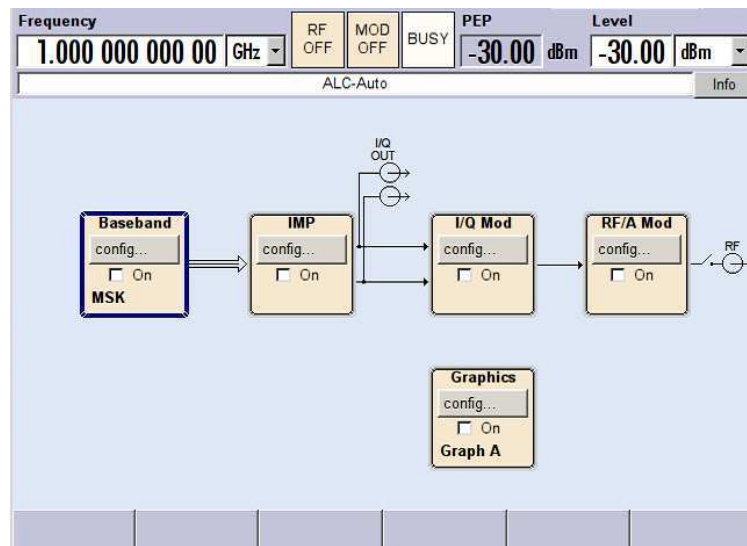 Frequency
1.000 000 000 00 GHz
RF OFF
MOD OFF
BUSY
PEP
-30.00 dBm
Level
-30.00 dBm
ALC-Auto
Info
I/Q
OUT
Baseband
config...
On
MSK
IMP
config...
On
I/Q Mod
config...
On
RF/A Mod
config...
On
RF
Graphics
config...
On
Graph A